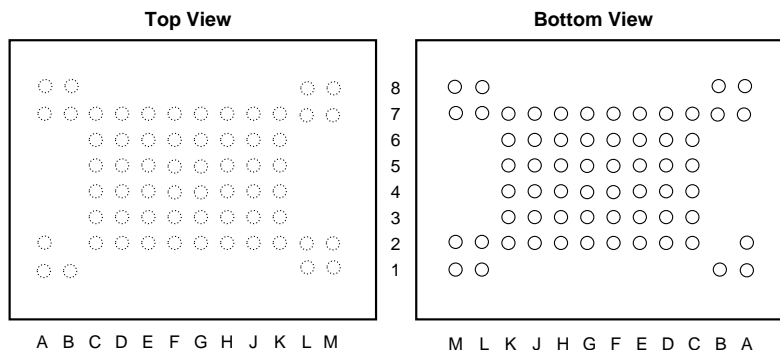 Top View
Bottom View
8
7
6
5
4
3
2
1
A B C D E F G H J K L M
M L K J H G F E D C B A